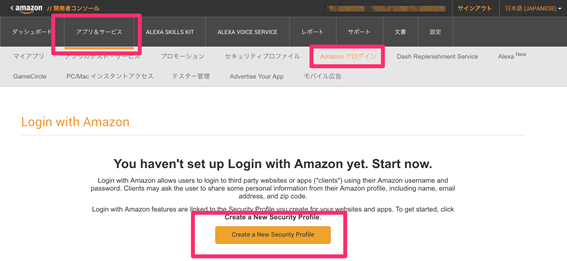 amazon // 開発者コンソール サインアウト 日本語 (JAPANESE)
ダッシュボード アプリ&サービス ALEXA SKILLS KIT ALEXA VOICE SERVICE レポート サポート 文書 設定
マイアプリ アプリのテスト・サービス プロモーション セキュリティプロファイル Amazon でログイン Dash Replenishment Service Alexa New
GameCircle PC/Mac インスタントアクセス テスター管理 Advertise Your App モバイル広告
Login with Amazon
You haven't set up Login with Amazon yet. Start now.
Login with Amazon allows users to login to third party websites or apps ("clients") using their Amazon username and
password. Clients may ask the user to share some personal information from their Amazon profile, including name, email
address, and zip code.
Login with Amazon features are linked to the Security Profile you create for your websites and apps. To get started, click
Create a New Security Profile.
Create a New Security Profile